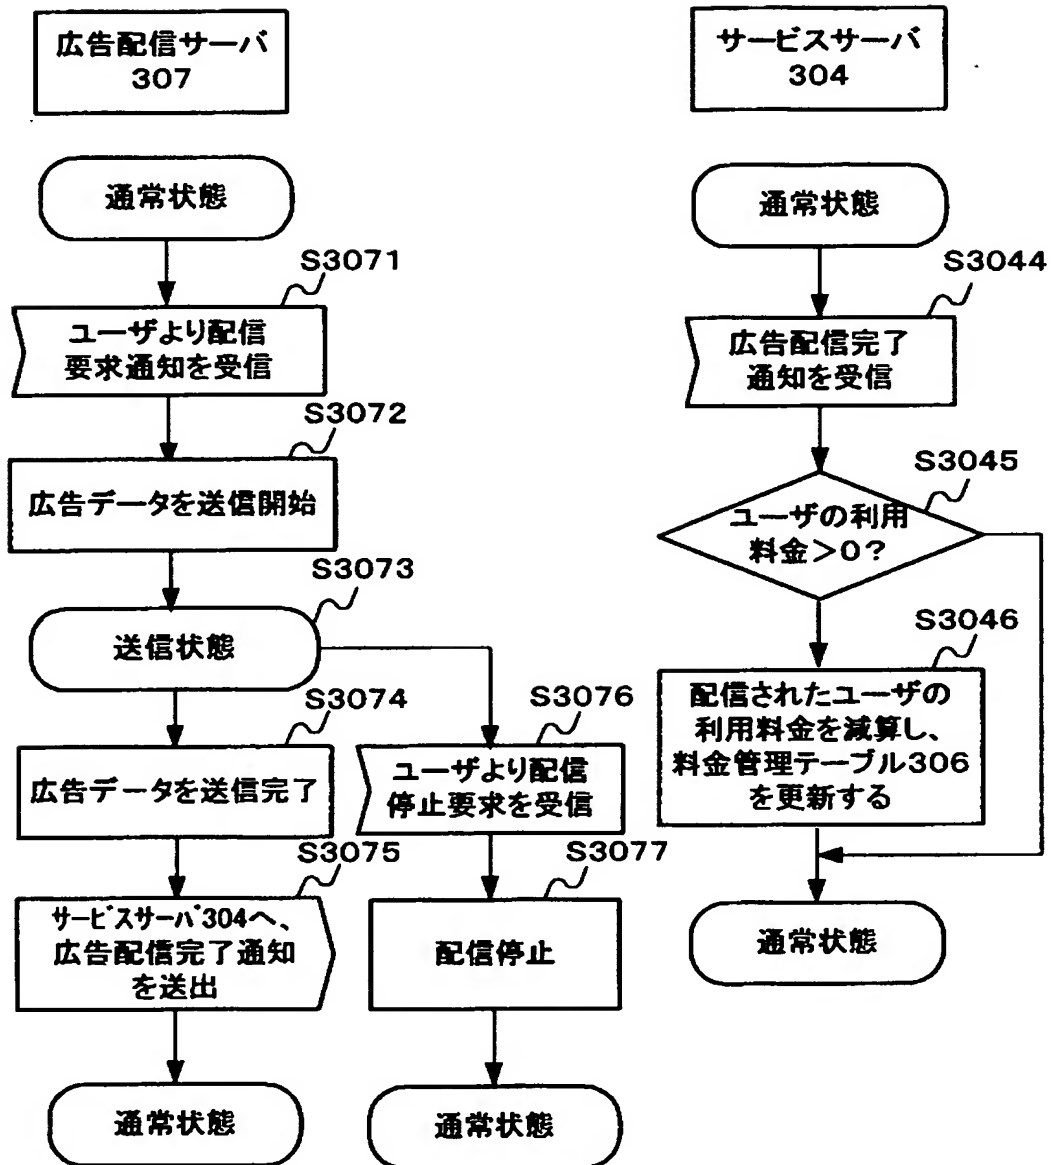 広告配信サーバ
307
通常状態
S3071
ユーザより配信
要求通知を受信
S3072
広告データを送信開始
S3073
送信状態
S3074
広告データを送信完了
S3075
サービスサーバ304へ、
広告配信完了通知
を送出
通常状態
S3076
ユーザより配信
停止要求を受信
S3077
配信停止
通常状態
サービスサーバ
304
通常状態
S3044
広告配信完了
通知を受信
S3045
ユーザの利用
料金>0?
S3046
配信されたユーザの
利用料金を減算し、
料金管理テーブル306
を更新する
通常状態